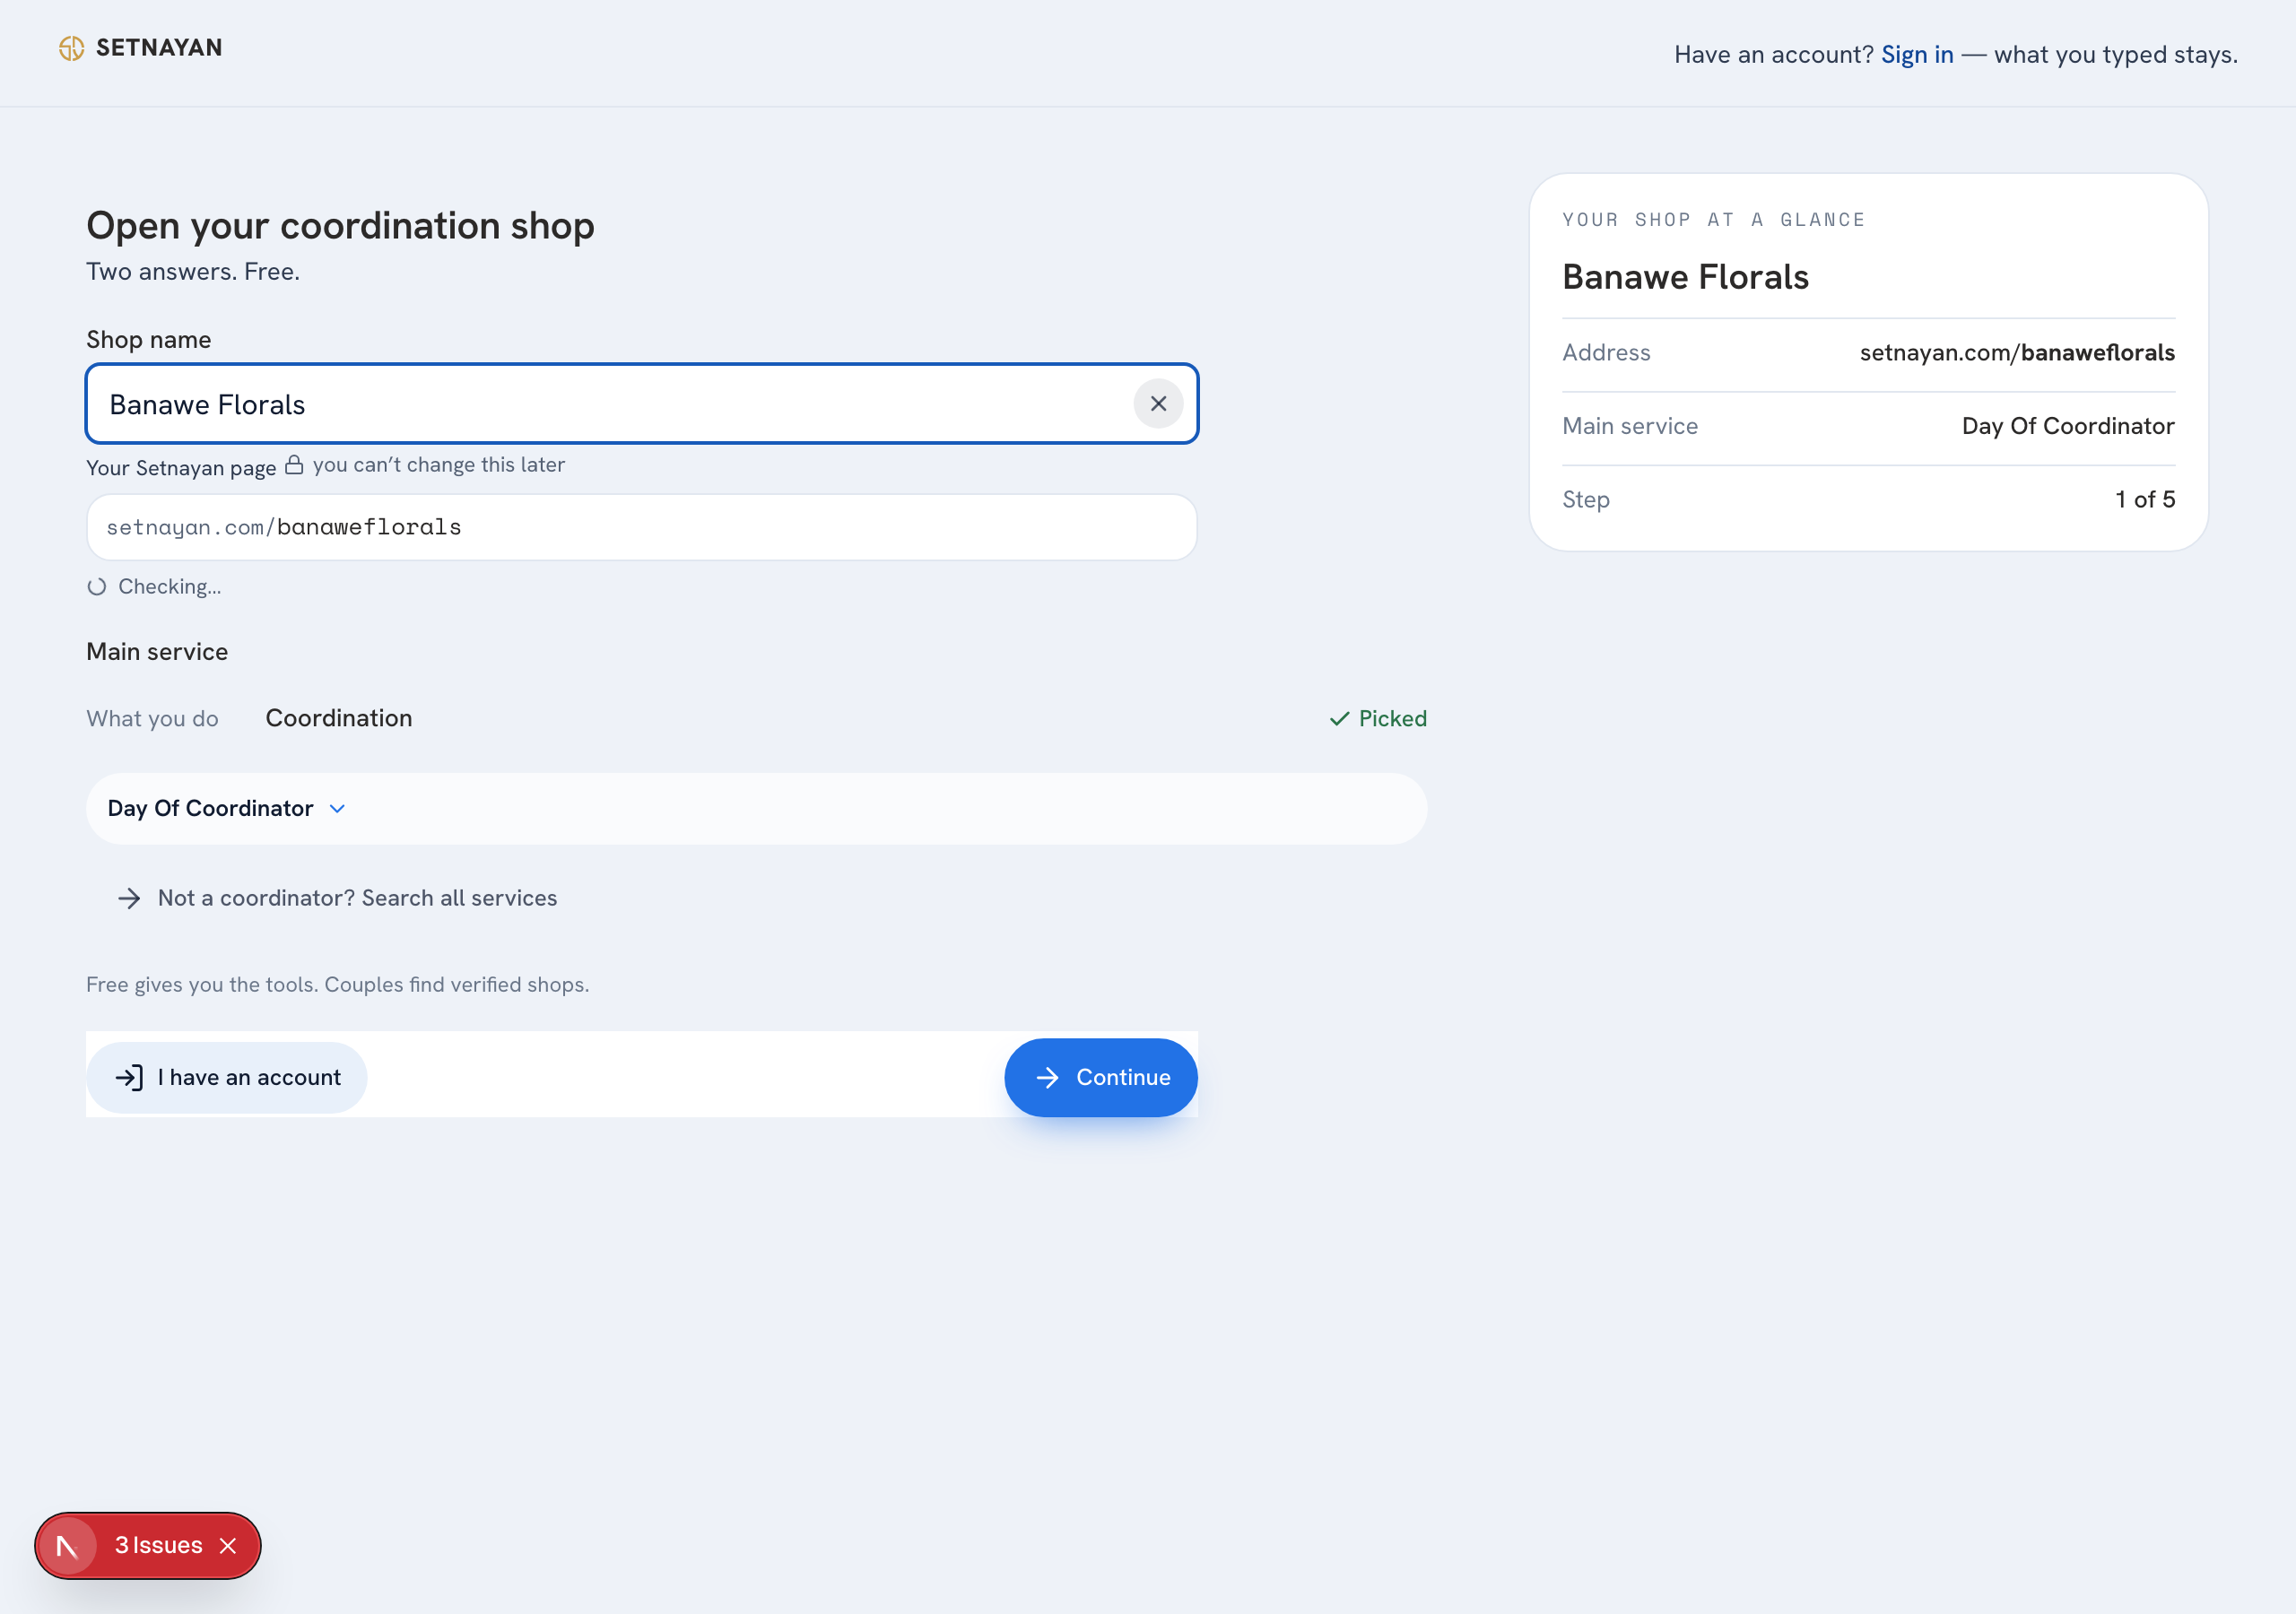 SETNAYAN
Have an account? Sign in — what you typed stays.
Open your coordination shop
Two answers. Free.
Shop name
Banawe Florals
Your Setnayan page you can’t change this later
setnayan.com/banaweflorals
Checking...
Main service
What you do Coordination Picked
Day Of Coordinator
Not a coordinator? Search all services
Free gives you the tools. Couples find verified shops.
I have an account
Continue
YOUR SHOP AT A GLANCE
Banawe Florals
Address setnayan.com/banaweflorals
Main service Day Of Coordinator
Step 1 of 5
N 3 Issues